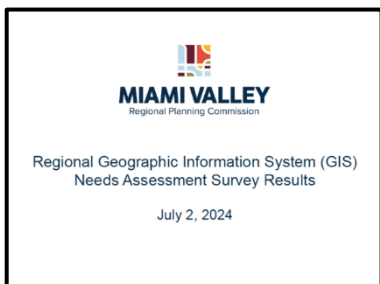 MIAMI VALLEY
Regional Planning Commission
Regional Geographic Information System (GIS)
Needs Assessment Survey Results
July 2, 2024